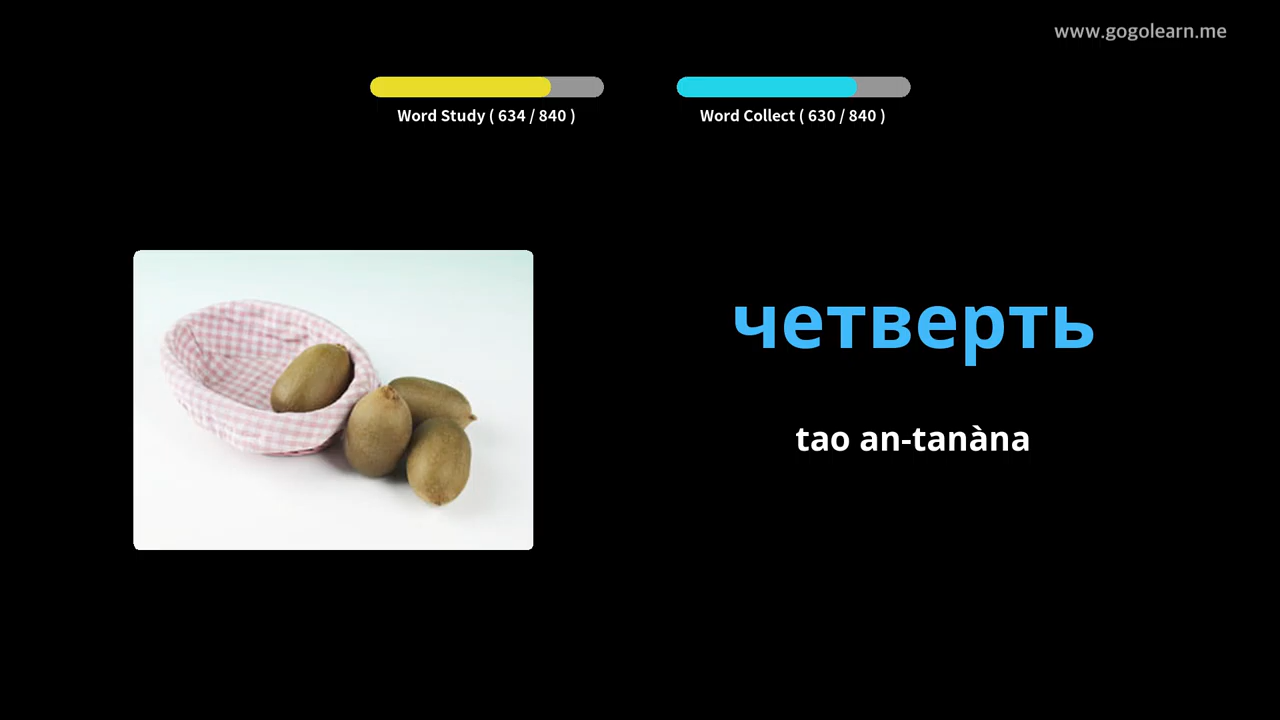 www.gogolearn.me
Word Study ( 634 / 840 )
Word Collect ( 630 / 840 )
четверть
tao an-tanàna